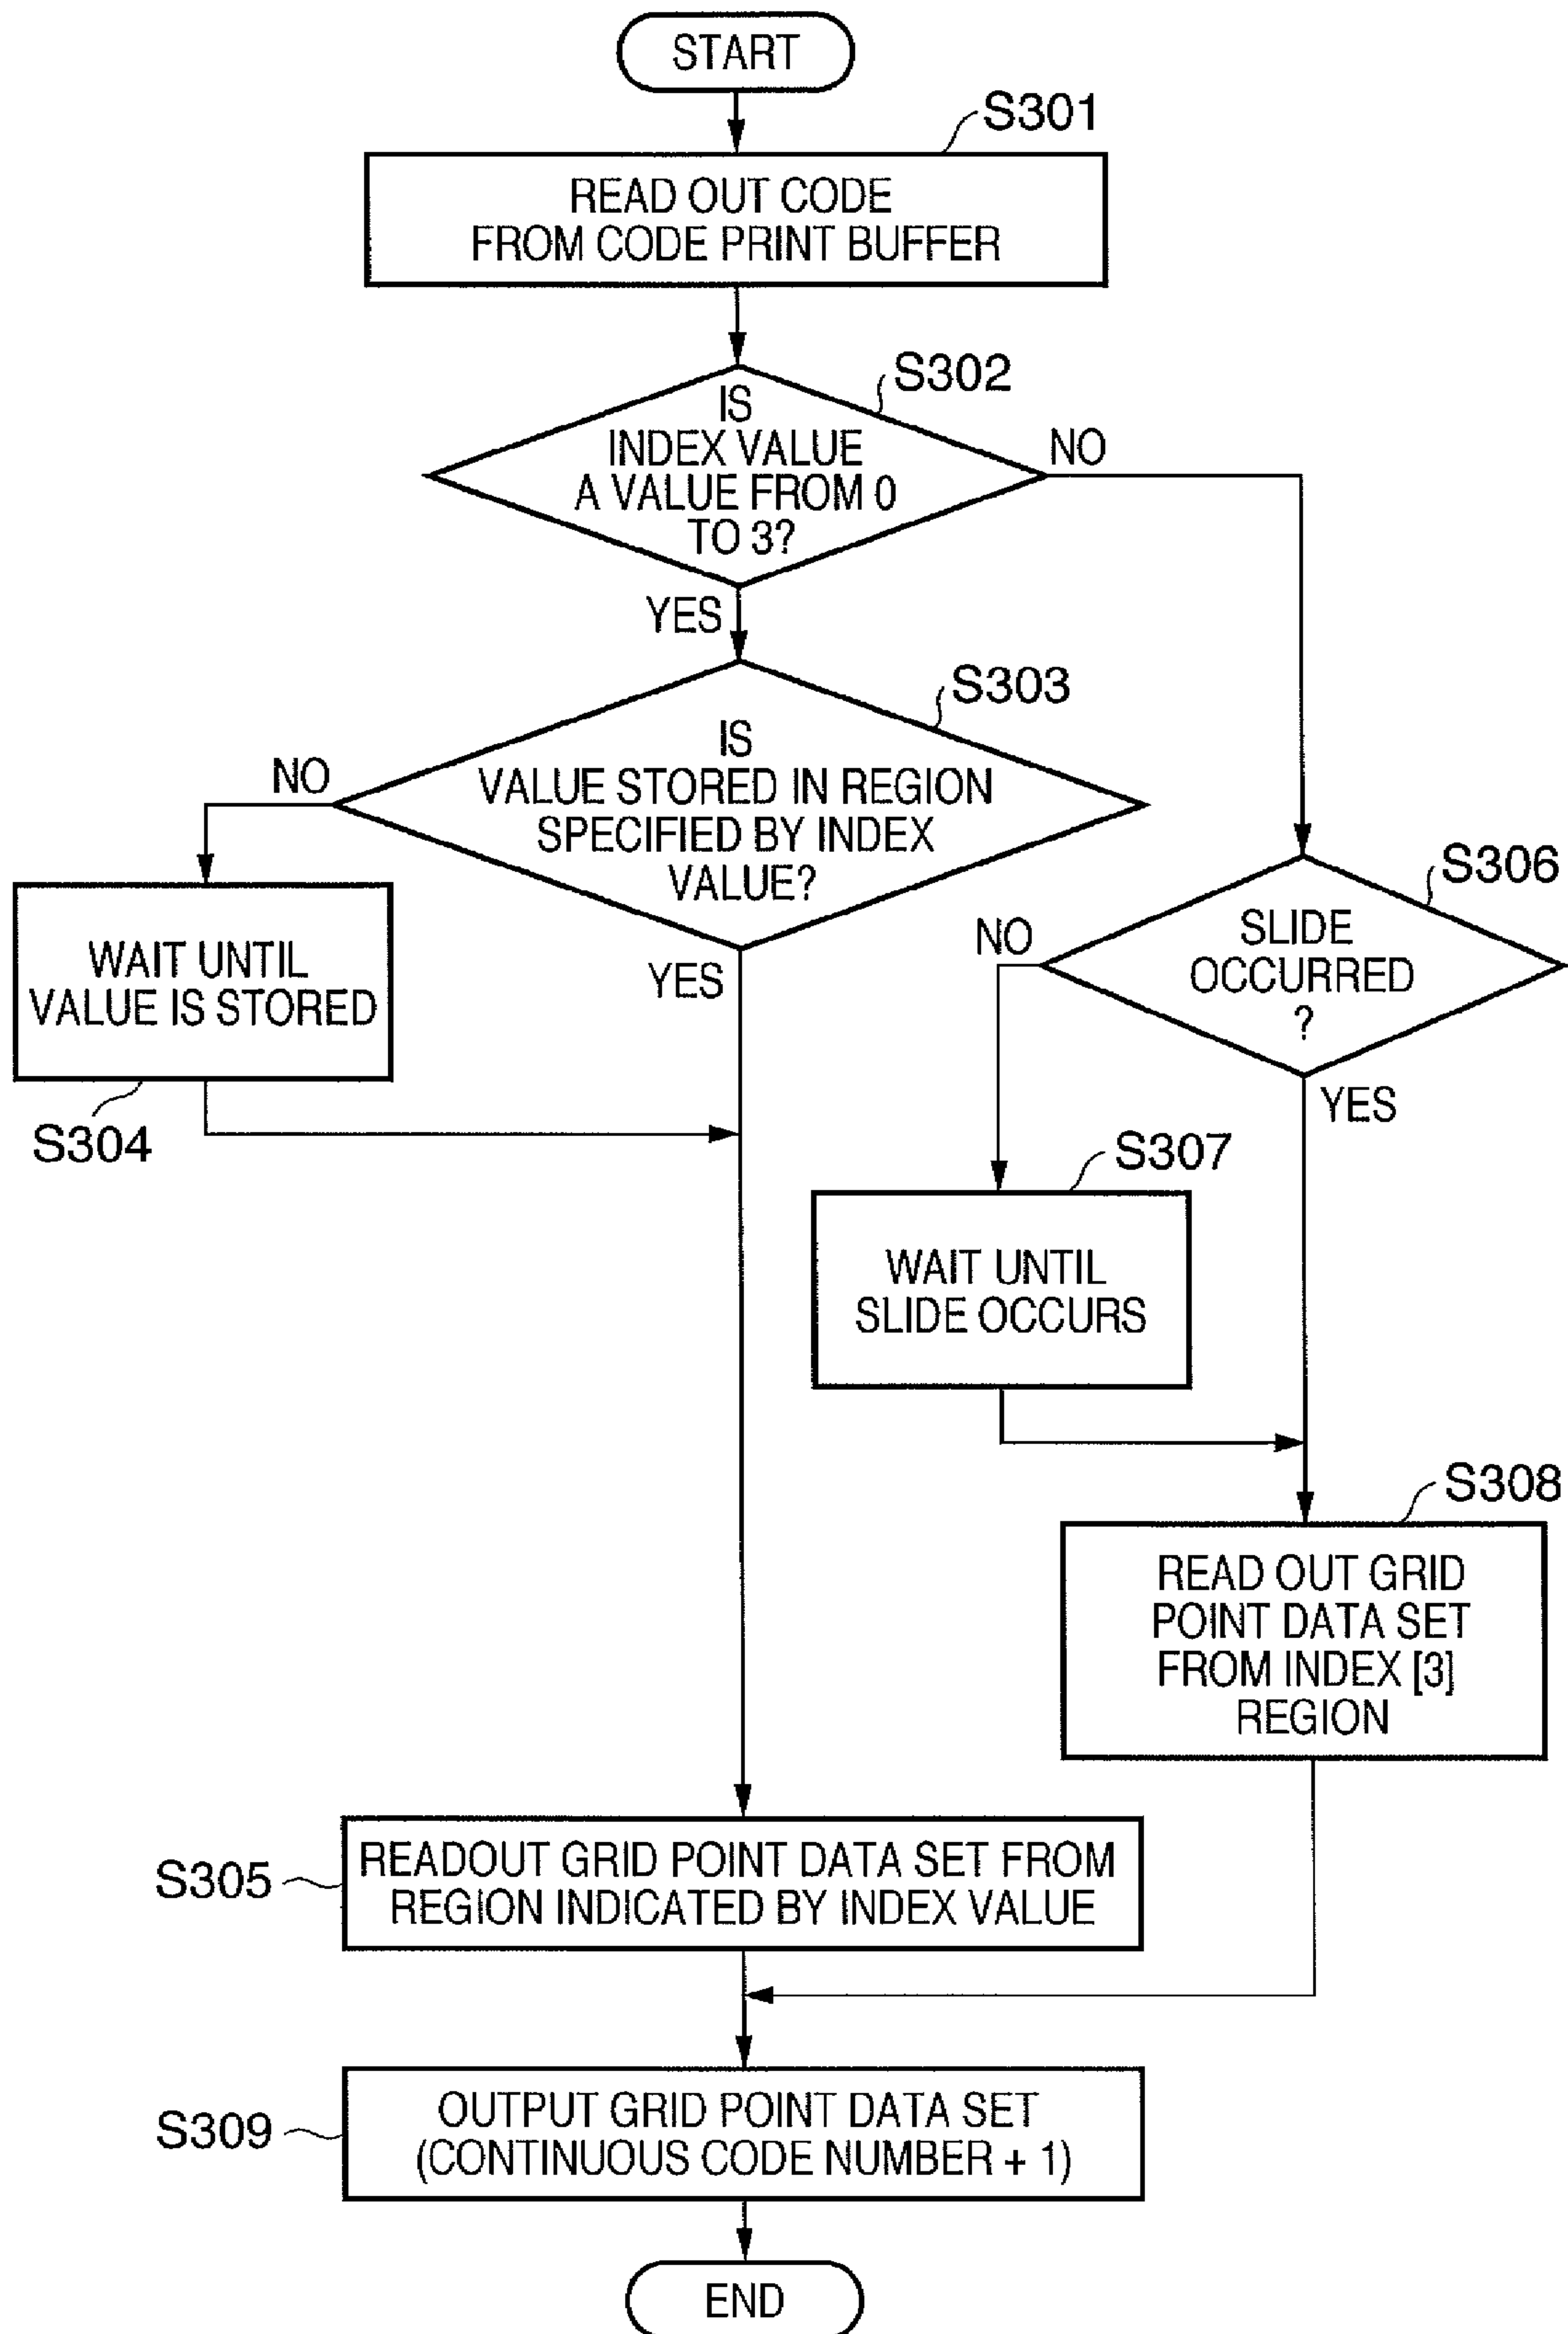 START
S301
READ OUT CODE
FROM CODE PRINT BUFFER
S302
IS
INDEX VALUE
A VALUE FROM 0
TO 3?
NO
YES
S303
IS
VALUE STORED IN REGION
SPECIFIED BY INDEX
VALUE?
NO
YES
WAIT UNTIL
VALUE IS STORED
S304
S306
SLIDE
OCCURRED
?
NO
YES
S307
WAIT UNTIL
SLIDE OCCURS
S308
READ OUT GRID
POINT DATA SET
FROM INDEX [3]
REGION
S305
READOUT GRID POINT DATA SET FROM
REGION INDICATED BY INDEX VALUE
S309
OUTPUT GRID POINT DATA SET
(CONTINUOUS CODE NUMBER + 1)
END